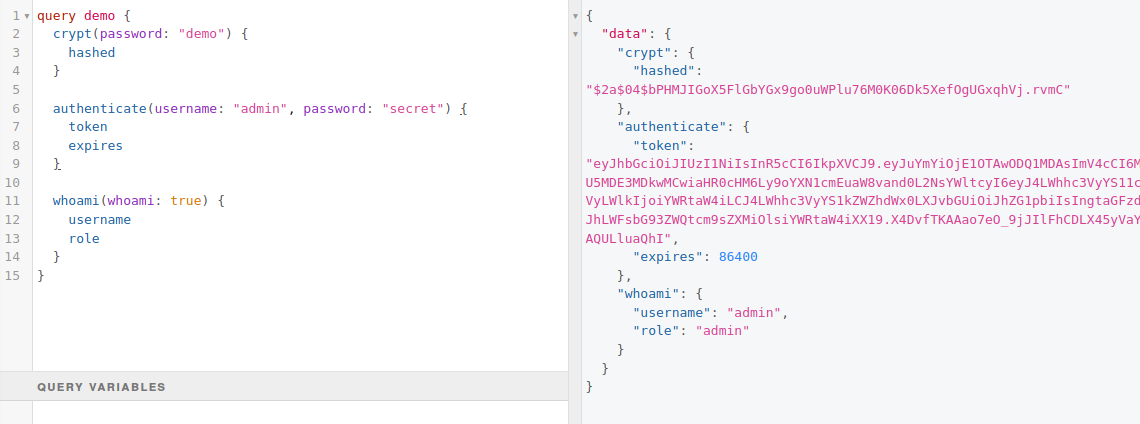 1 query demo {
2 crypt(password: "demo") {
3 hashed
4 }
5
6 authenticate(username: "admin", password: "secret") {
7 token
8 expires
9 }
10
11 whoami(whoami: true) {
12 username
13 role
14 }
15 }
QUERY VARIABLES
{
"data": {
"crypt": {
"hashed":
"$2a$04$bPHMJIGoX5FlGbYGx9go0uWPlu76M0K06Dk5XefOgUGxqhVj.rvmC"
},
"authenticate": {
"token":
"eyJhbGciOiJIUzI1NiIsInR5cCI6IkpXVCJ9.eyJuYmYiOjE1OTAwODQ1MDAsImV4cCI6M
U5MDE3MDkwMCwiaHR0cHM6Ly9oYXN1cmEuaW8vand0L2NsYWltcyI6eyJ4LWhhc3VyYS11c
VyLWlkIjoiYWRtaW4iLCJ4LWhhc3VyYS1kZWZhdWx0LXJvbGUiOiJhZG1pbiIsIngtaGFzd
JhLWFsbG93ZWQtcm9sZXMiOlsiYWRtaW4iXX19.X4DvfTKAAao7eO_9jJIlFhCDLX45yVaY
AQULluaQhI",
"expires": 86400
},
"whoami": {
"username": "admin",
"role": "admin"
}
}
}